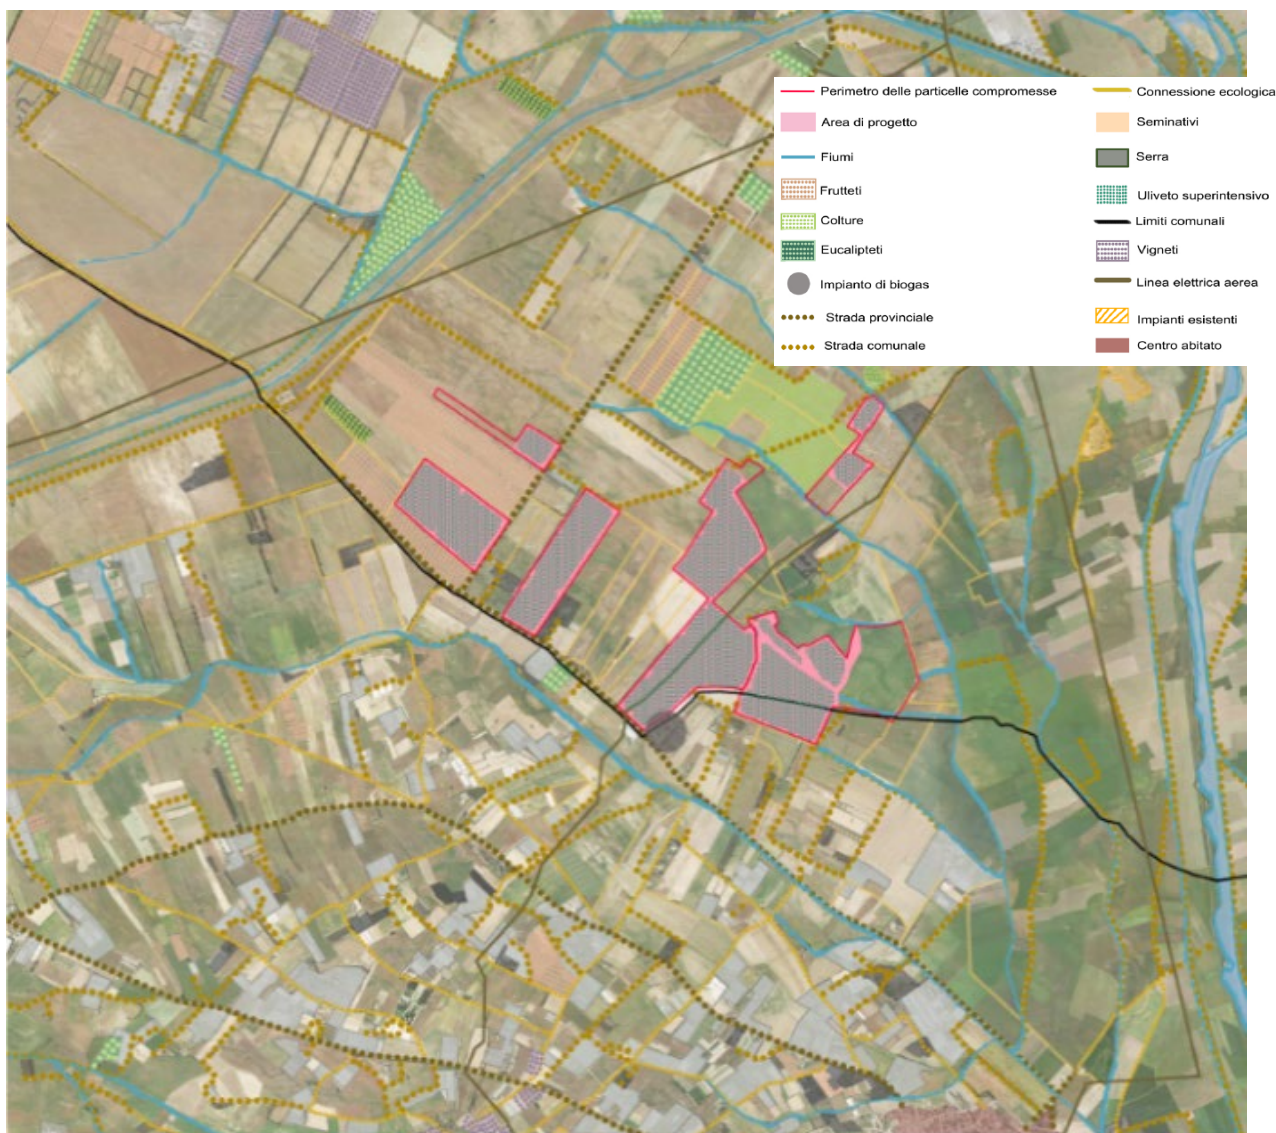 Perimetro delle particelle compromesse
Area di progetto
Fiumi
Frutteti
Colture
Eucalipteti
Impianto di biogas
Strada provinciale
Strada comunale
Connessione ecologica
Seminativi
Serra
Uliveto superintensivo
Limiti comunali
Vigneti
Linea elettrica aerea
Impianti esistenti
Centro abitato